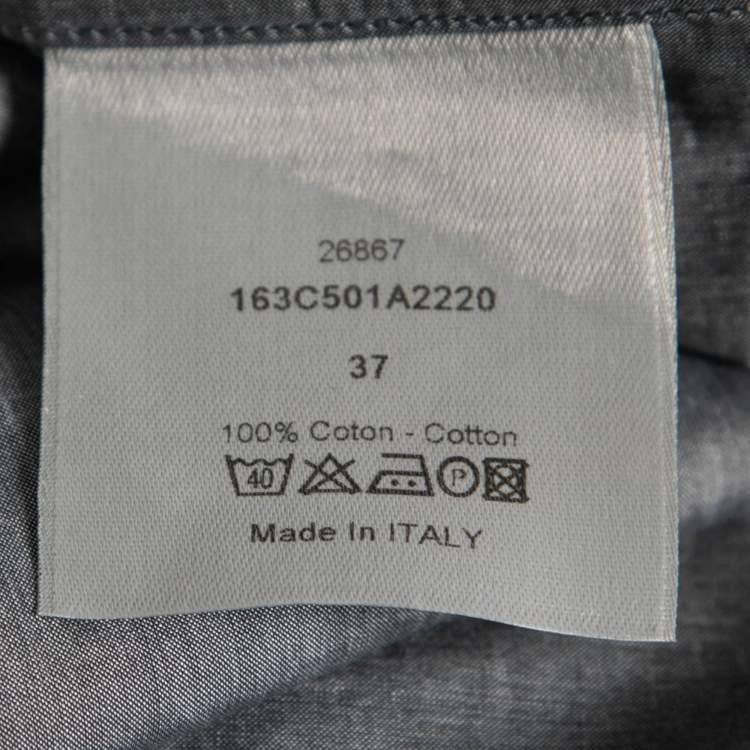 26867
163C501A2220
37
100% Coton - Cotton
40 P
Made In ITALY